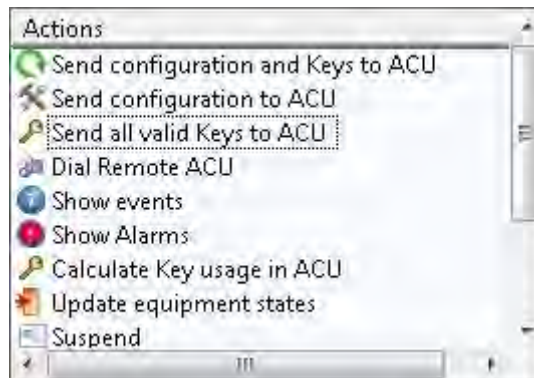 Actions
Send configuration and Keys to ACU
Send configuration to ACU
Send all valid Keys to ACU
Dial Remote ACU
Show events
Show Alarms
Calculate Key usage in ACU
Update equipment states
Suspend